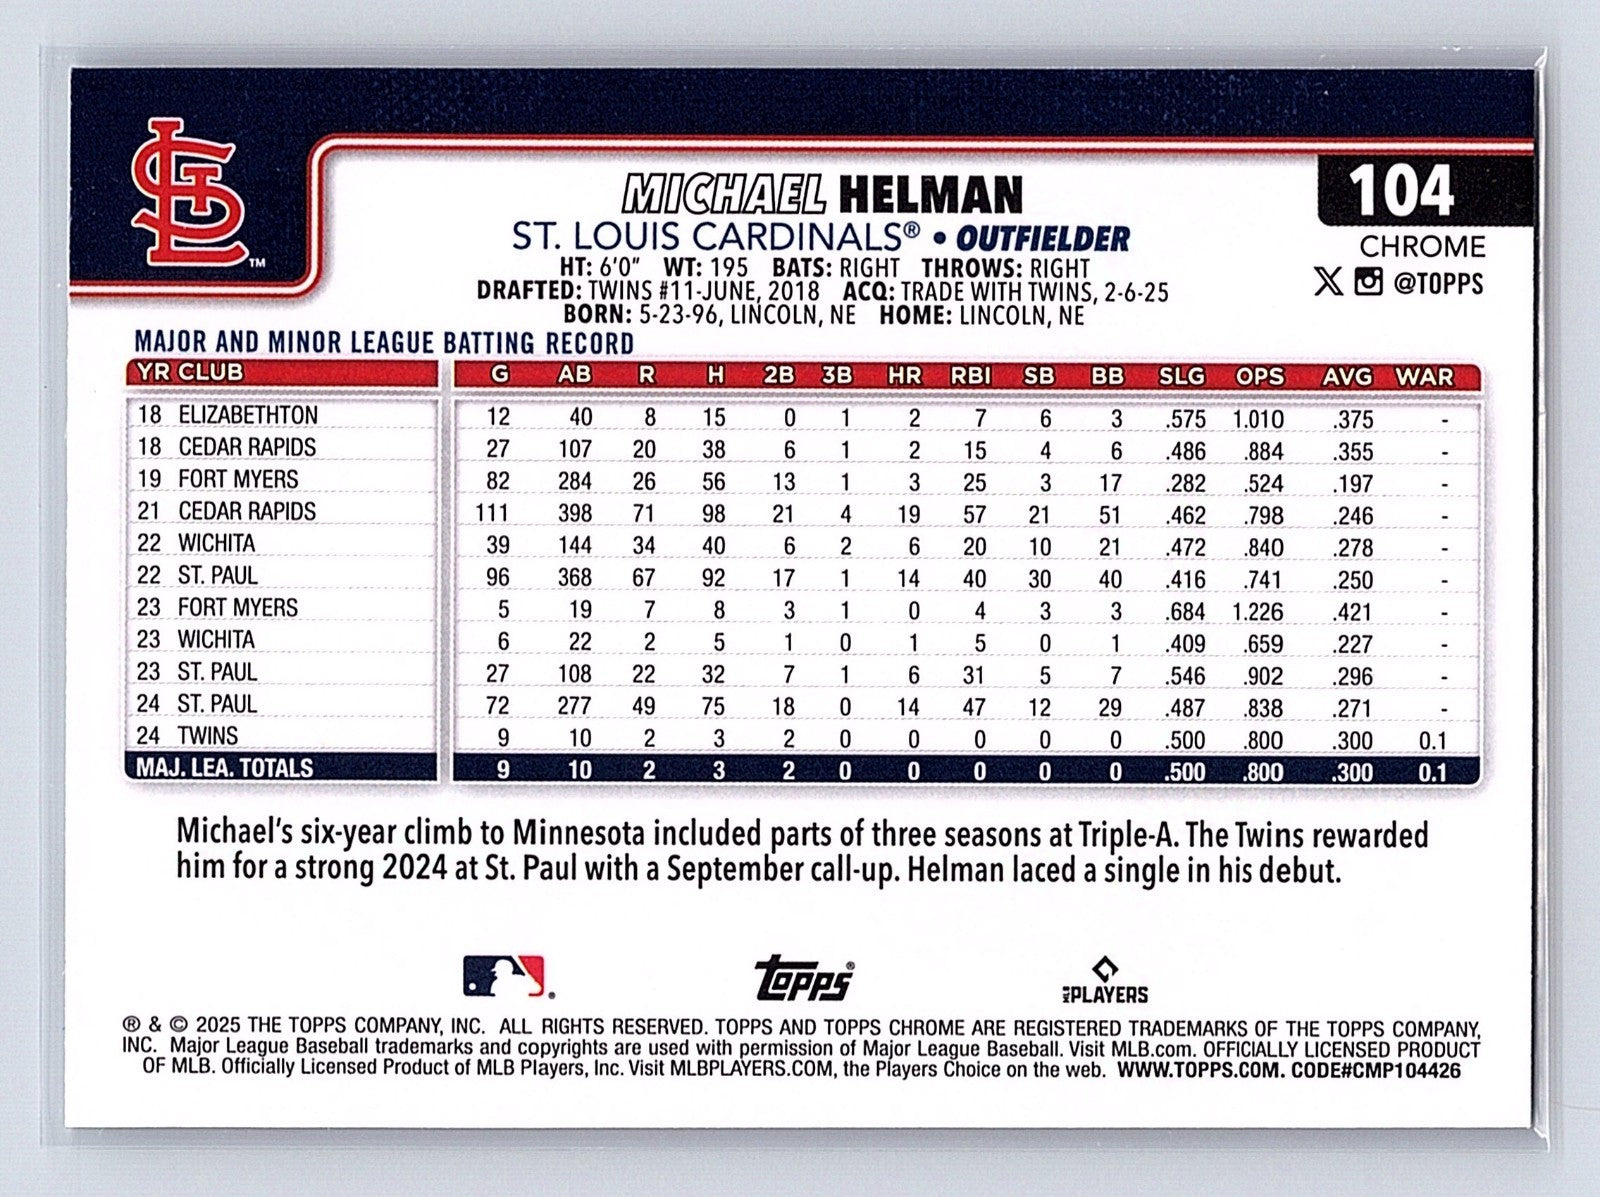 STL™
MICHAEL HELMAN
104
ST. LOUIS CARDINALS® • OUTFIELDER
CHROME
HT: 6'0" WT: 195 BATS: RIGHT THROWS: RIGHT
@TOPPS
DRAFTED: TWINS #11-JUNE, 2018 ACQ: TRADE WITH TWINS, 2-6-25
BORN: 5-23-96, LINCOLN, NE HOME: LINCOLN, NE
MAJOR AND MINOR LEAGUE BATTING RECORD
YR CLUB G AB R H 2B 3B HR RBI SB BB SLG OPS AVG WAR
18 ELIZABETHTON 12 40 8 15 0 1 2 7 6 3 .575 1.010 .375 -
18 CEDAR RAPIDS 27 107 20 38 6 1 2 15 4 6 .486 .884 .355 -
19 FORT MYERS 82 284 26 56 13 1 3 25 3 17 .282 .524 .197 -
21 CEDAR RAPIDS 111 398 71 98 21 4 19 57 21 51 .462 .798 .246 -
22 WICHITA 39 144 34 40 6 2 6 20 10 21 .472 .840 .278 -
22 ST. PAUL 96 368 67 92 17 1 14 40 30 40 .416 .741 .250 -
23 FORT MYERS 5 19 7 8 3 1 0 4 3 3 .684 1.226 .421 -
23 WICHITA 6 22 2 5 1 0 1 5 0 1 .409 .659 .227 -
23 ST. PAUL 27 108 22 32 7 1 6 31 5 7 .546 .902 .296 -
24 ST. PAUL 72 277 49 75 18 0 14 47 12 29 .487 .838 .271 -
24 TWINS 9 10 2 3 2 0 0 0 0 0 .500 .800 .300 0.1
MAJ. LEA. TOTALS 9 10 2 3 2 0 0 0 0 0 .500 .800 .300 0.1
Michael's six-year climb to Minnesota included parts of three seasons at Triple-A. The Twins rewarded
him for a strong 2024 at St. Paul with a September call-up. Helman laced a single in his debut.
® Topps® MLB PLAYERS
® & © 2025 THE TOPPS COMPANY, INC. ALL RIGHTS RESERVED. TOPPS AND TOPPS CHROME ARE REGISTERED TRADEMARKS OF THE TOPPS COMPANY,
INC. Major League Baseball trademarks and copyrights are used with permission of Major League Baseball. Visit MLB.com. OFFICIALLY LICENSED PRODUCT
OF MLB. Officially Licensed Product of MLB Players, Inc. Visit MLBPLAYERS.COM, the Players Choice on the web. WWW.TOPPS.COM. CODE#CMP104426